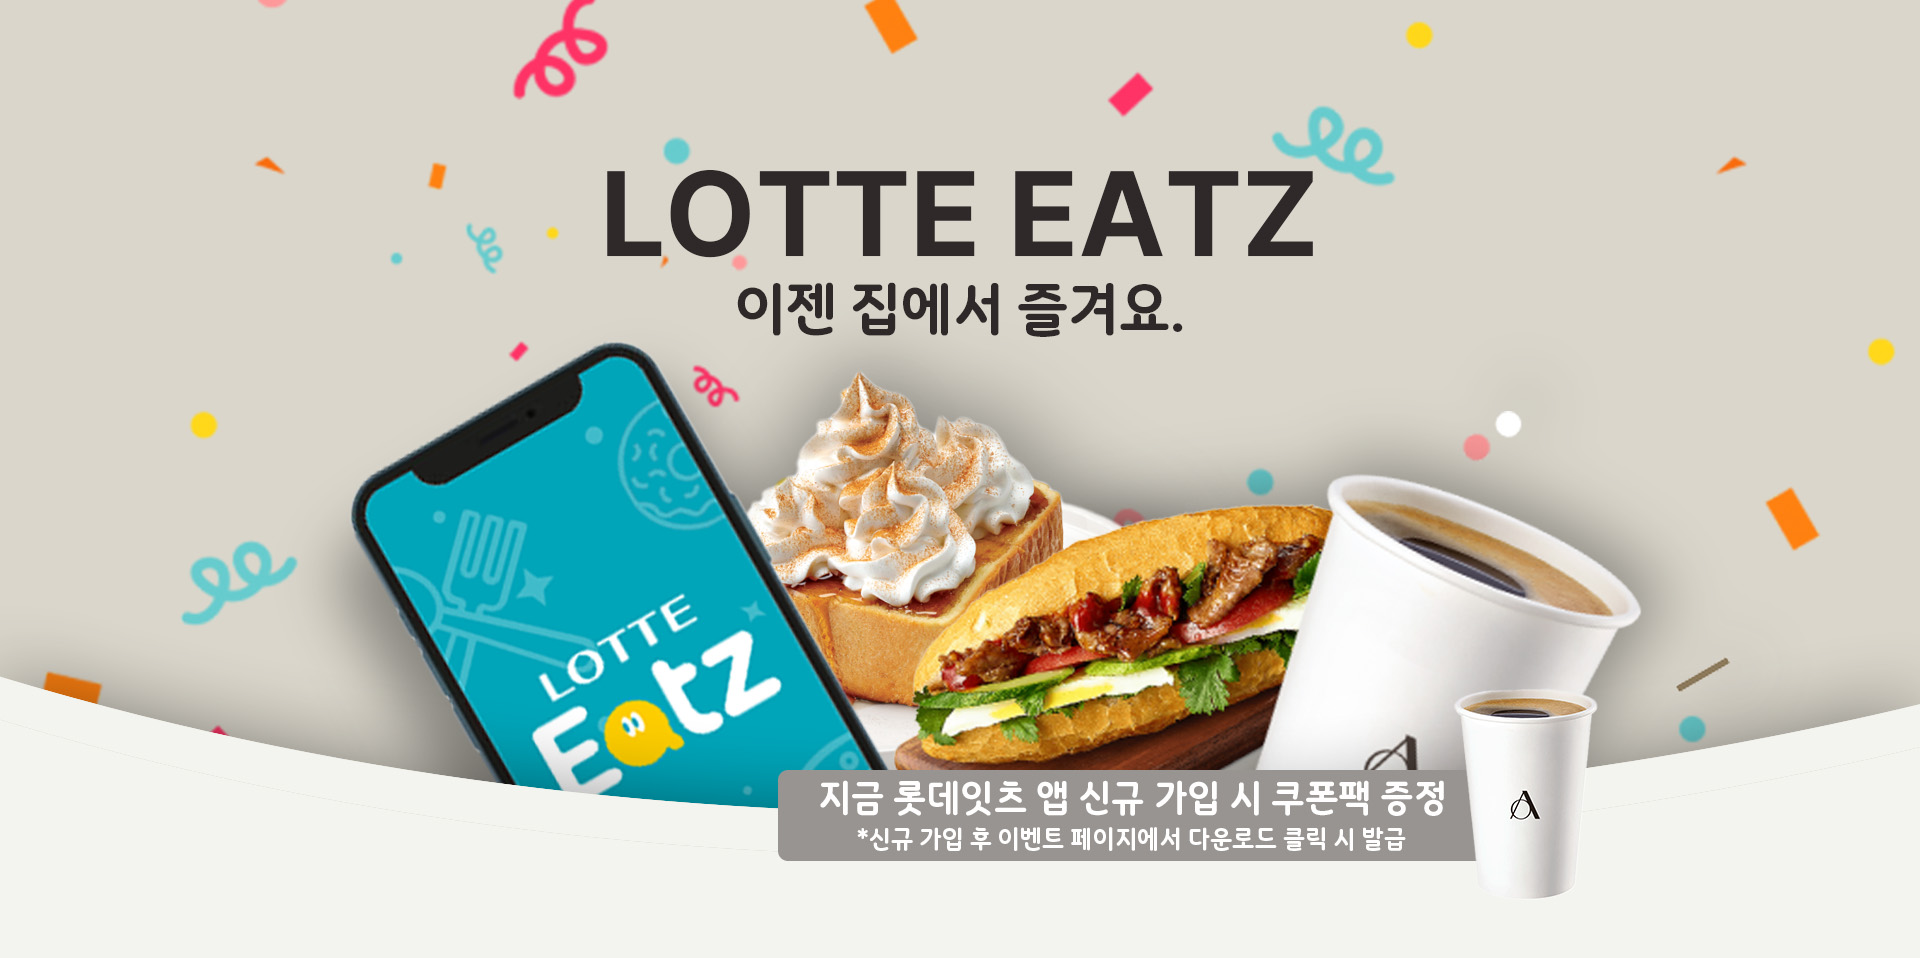 LOTTE EATZ
이젠 집에서 즐겨요.
LOTTE
Eatz
지금 롯데잇츠 앱 신규 가입 시 쿠폰팩 증정
*신규 가입 후 이벤트 페이지에서 다운로드 클릭 시 발급